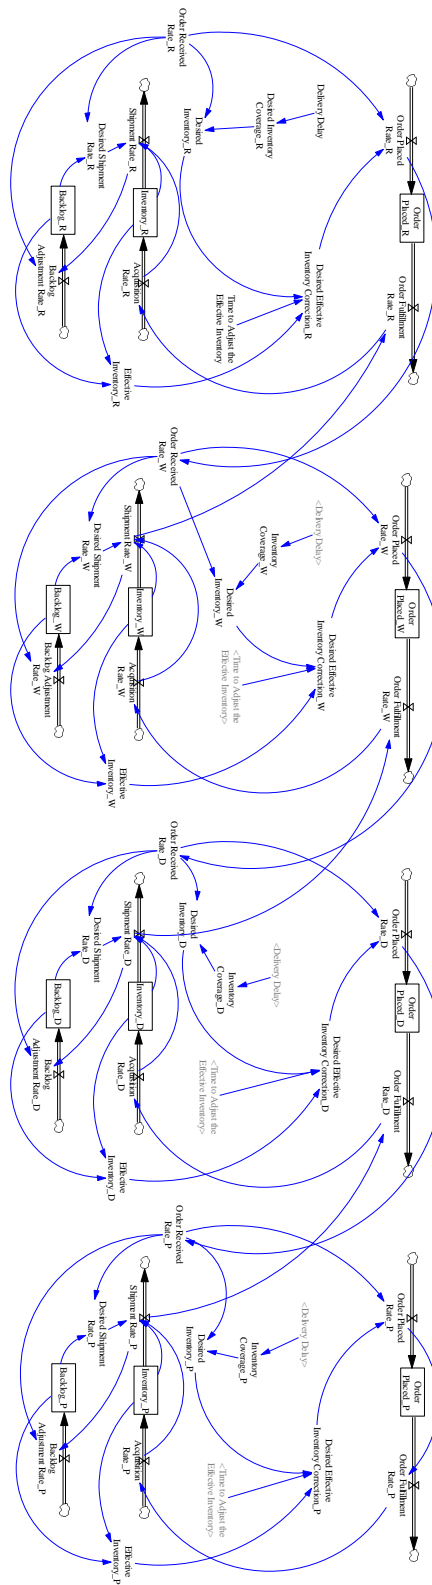 Order Received
Rate_R
Desired Shipment
Rate_R
Shipment
Rate_R
Desired
Inventory_R
Desired Inventory
Coverage_R
Delivery Delay
Order Placed
Rate_R
Backlog_R
Inventory_R
Order
Placed_R
Backlog
Adjustment Rate_R
Acquisition
Rate_R
Time to Adjust the
Effective Inventory
Desired Effective
Inventory Correction_R
Order Fulfillment
Rate_R
Effective
Inventory_R
Order Received
Rate_W
Desired Shipment
Rate_W
Shipment
Rate_W
Desired
Inventory_W
Inventory
Coverage_W
<Delivery Delay>
Order Placed
Rate_W
Backlog_W
Inventory_W
Order
Placed_W
Backlog Adjustment
Rate_W
Acquisition
Rate_W
<Time to Adjust the
Effective Inventory>
Desired Effective
Inventory Correction_W
Order Fulfillment
Rate_W
Effective
Inventory_W
Order Received
Rate_D
Desired Shipment
Rate_D
Shipment
Rate_D
Desired
Inventory_D
Inventory
Coverage_D
<Delivery Delay>
Order Placed
Rate_D
Backlog_D
Inventory_D
Order
Placed_D
Backlog
Adjustment Rate_D
Acquisition
Rate_D
<Time to Adjust the
Effective Inventory>
Desired Effective
Inventory Correction_D
Order Fulfillment
Rate_D
Effective
Inventory_D
Order Received
Rate_P
Desired Shipment
Rate_P
Shipment
Rate_P
Desired
Inventory_P
Inventory
Coverage_P
<Delivery Delay>
Order Placed
Rate_P
Backlog_P
Inventory_P
Order
Placed_P
Backlog
Adjustment Rate_P
Acquisition
Rate_P
<Time to Adjust the
Effective Inventory>
Desired Effective
Inventory Correction_P
Order Fulfillment
Rate_P
Effective
Inventory_P